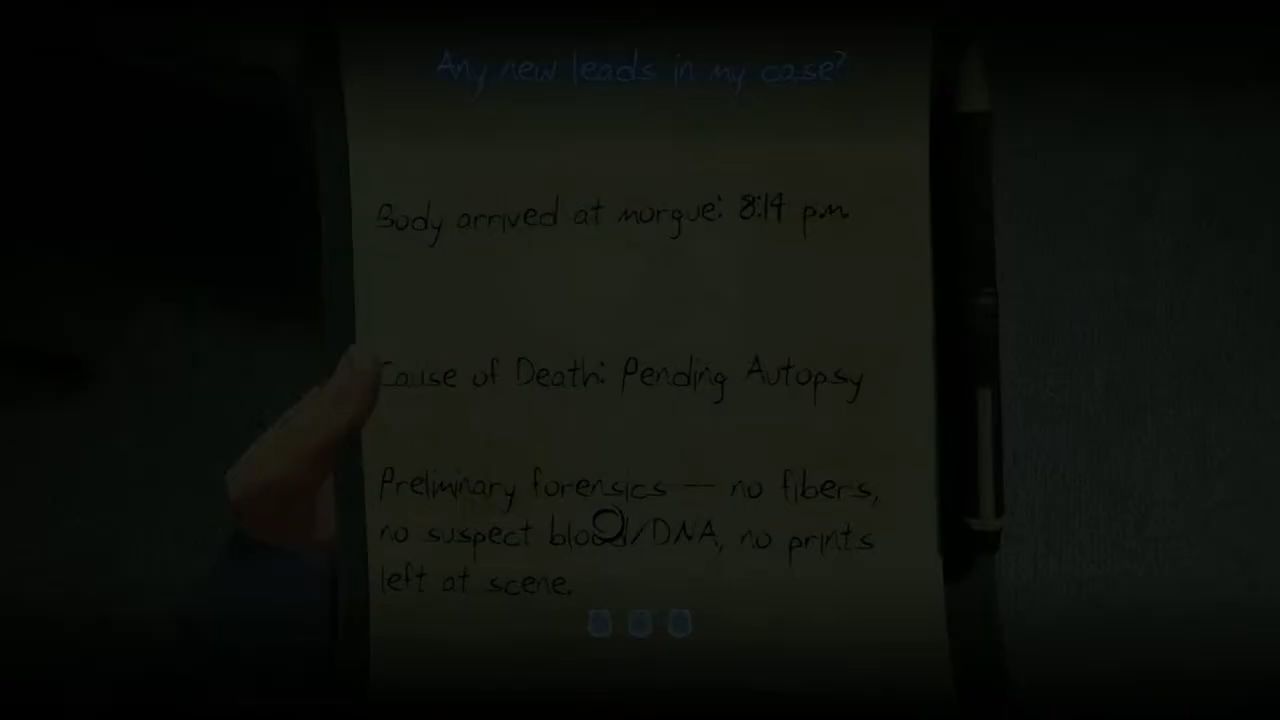 Any new leads in my case?
Body arrived at morgue: 8:14 p.m.
Cause of Death: Pending Autopsy
Preliminary forensics — no fibers,
no suspect blood/DNA, no prints
left at scene.